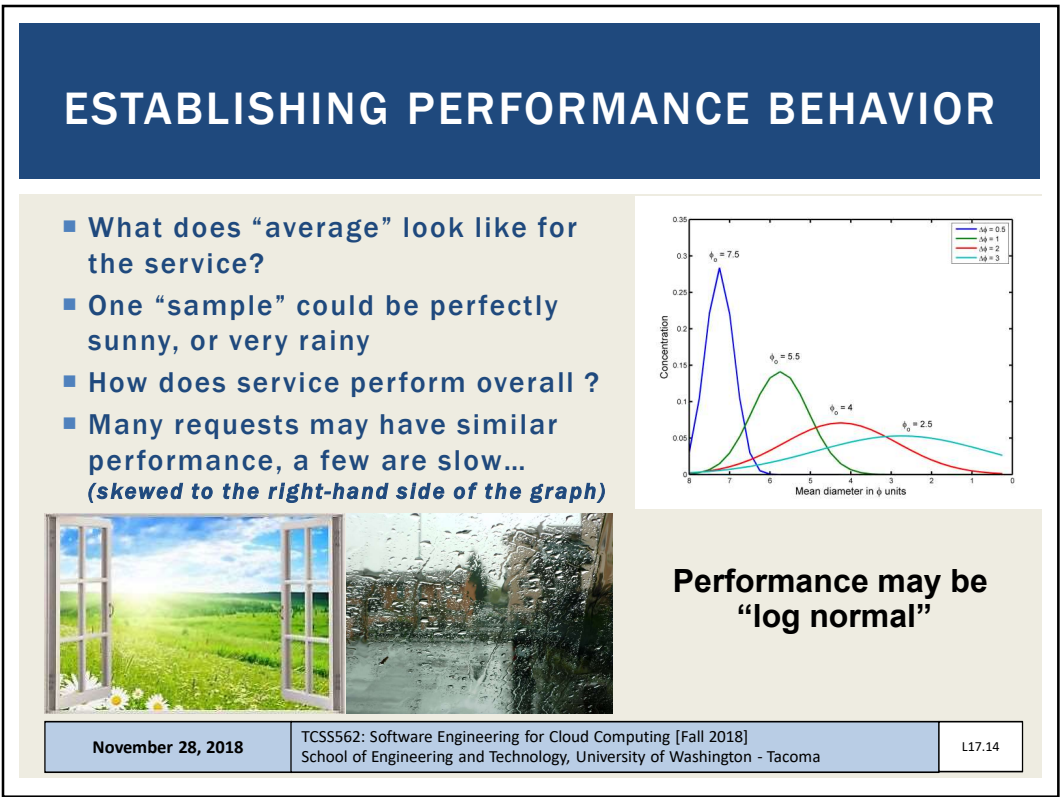 ESTABLISHING PERFORMANCE BEHAVIOR
■ What does “average” look like for
the service?
■ One “sample” could be perfectly
sunny, or very rainy
■ How does service perform overall ?
■ Many requests may have similar
performance, a few are slow…
(skewed to the right-hand side of the graph)
0.35
0.3
0.25
0.2
0.15
0.1
0.05
0
Concentration
Δϕ = 0.5
Δϕ = 1
Δϕ = 2
Δϕ = 3
ϕo = 7.5
ϕo = 5.5
ϕo = 4
ϕo = 2.5
8 7 6 5 4 3 2 1 0
Mean diameter in ϕ units
Performance may be
“log normal”
November 28, 2018
TCSS562: Software Engineering for Cloud Computing [Fall 2018]
School of Engineering and Technology, University of Washington - Tacoma
L17.14